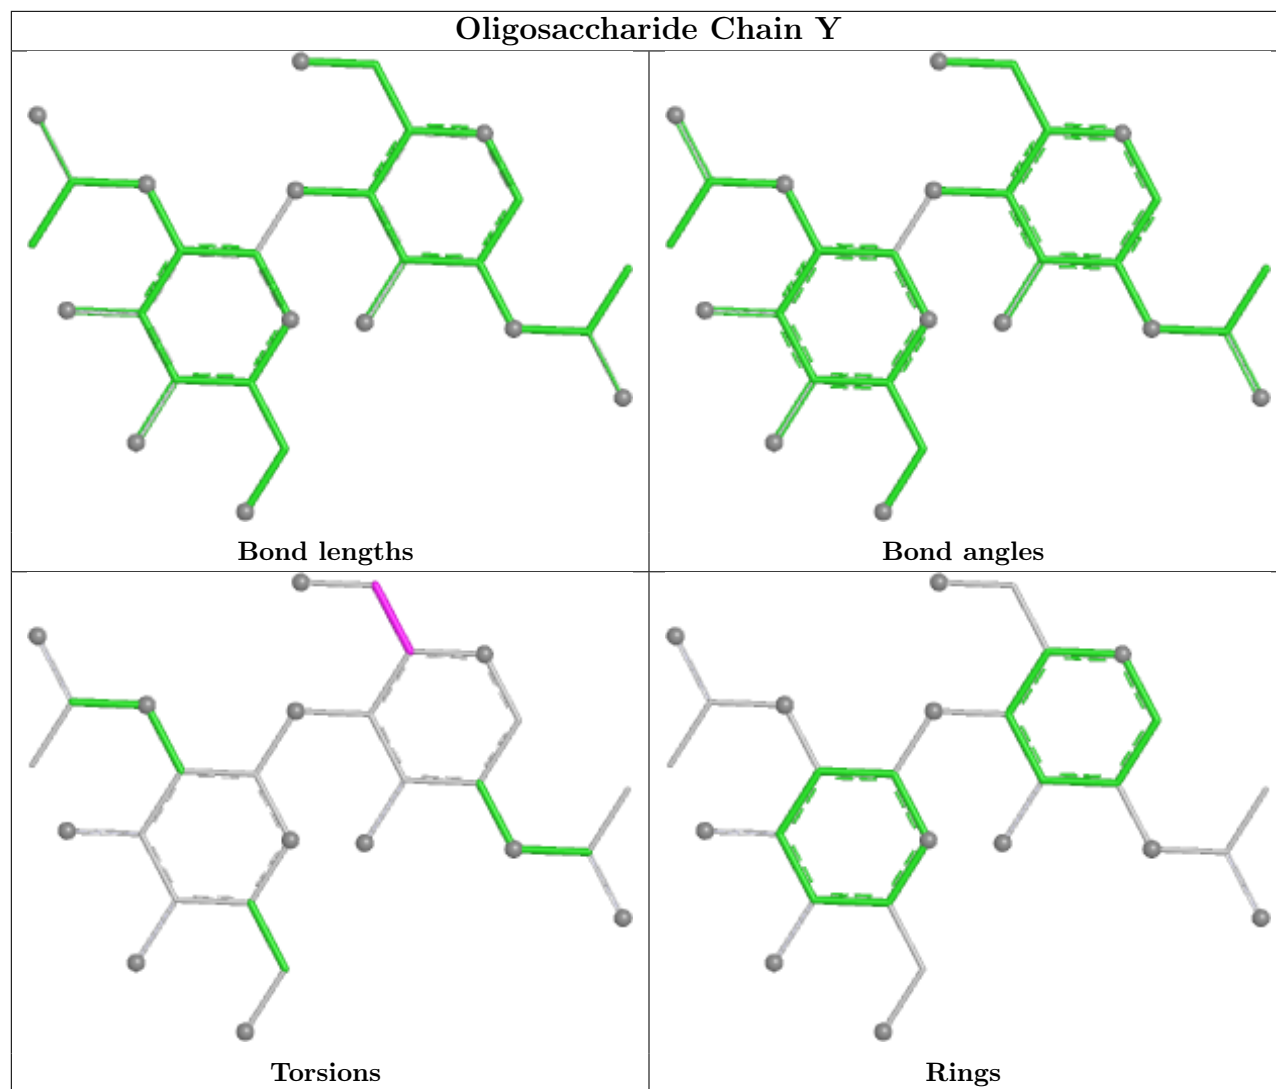 Oligosaccharide Chain Y
Bond lengths
Bond angles
Torsions
Rings